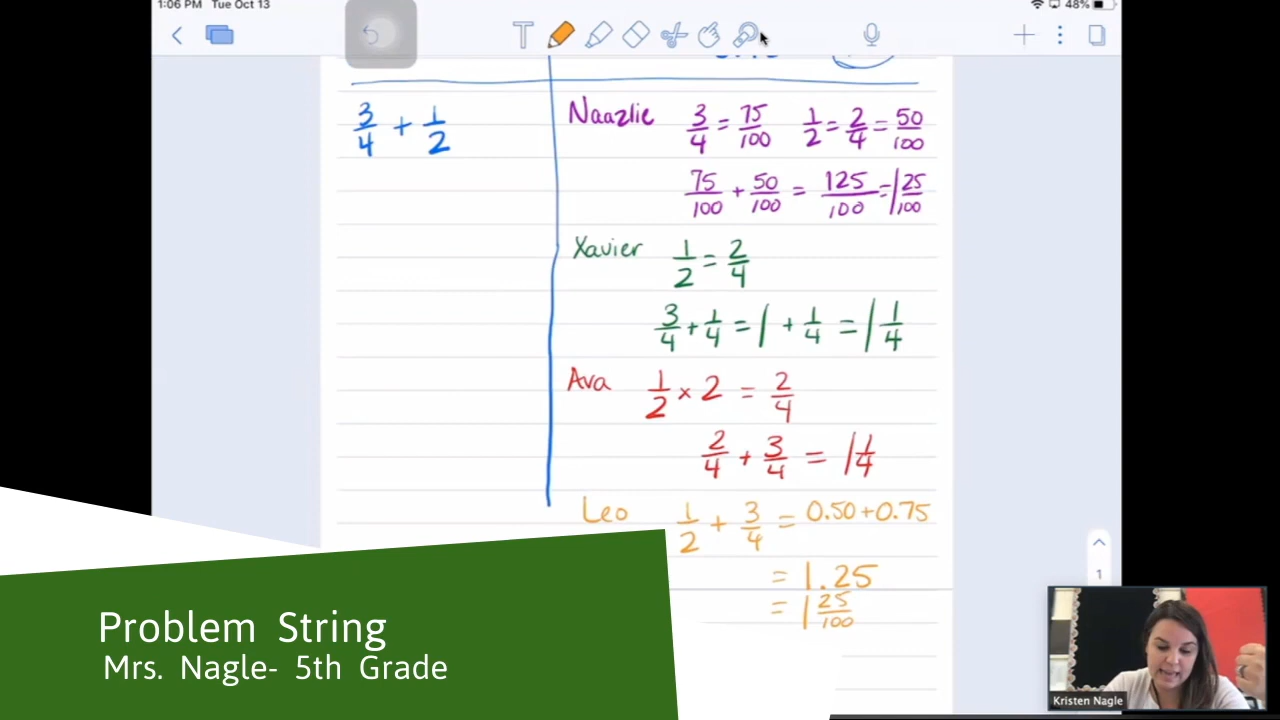 1:06 PM Tue Oct 13
48%
3/4 + 1/2
Naazlie 3/4 = 75/100 1/2 = 2/4 = 50/100
75/100 + 50/100 = 125/100 = 1 25/100
Xavier 1/2 = 2/4
3/4 + 1/4 = 1 + 1/4 = 1 1/4
Ava 1/2 × 2 = 2/4
2/4 + 3/4 = 1 1/4
Leo 1/2 + 3/4 = 0.50 + 0.75
= 1.25
= 1 25/100
1
Problem String
Mrs. Nagle- 5th Grade
Kristen Nagle